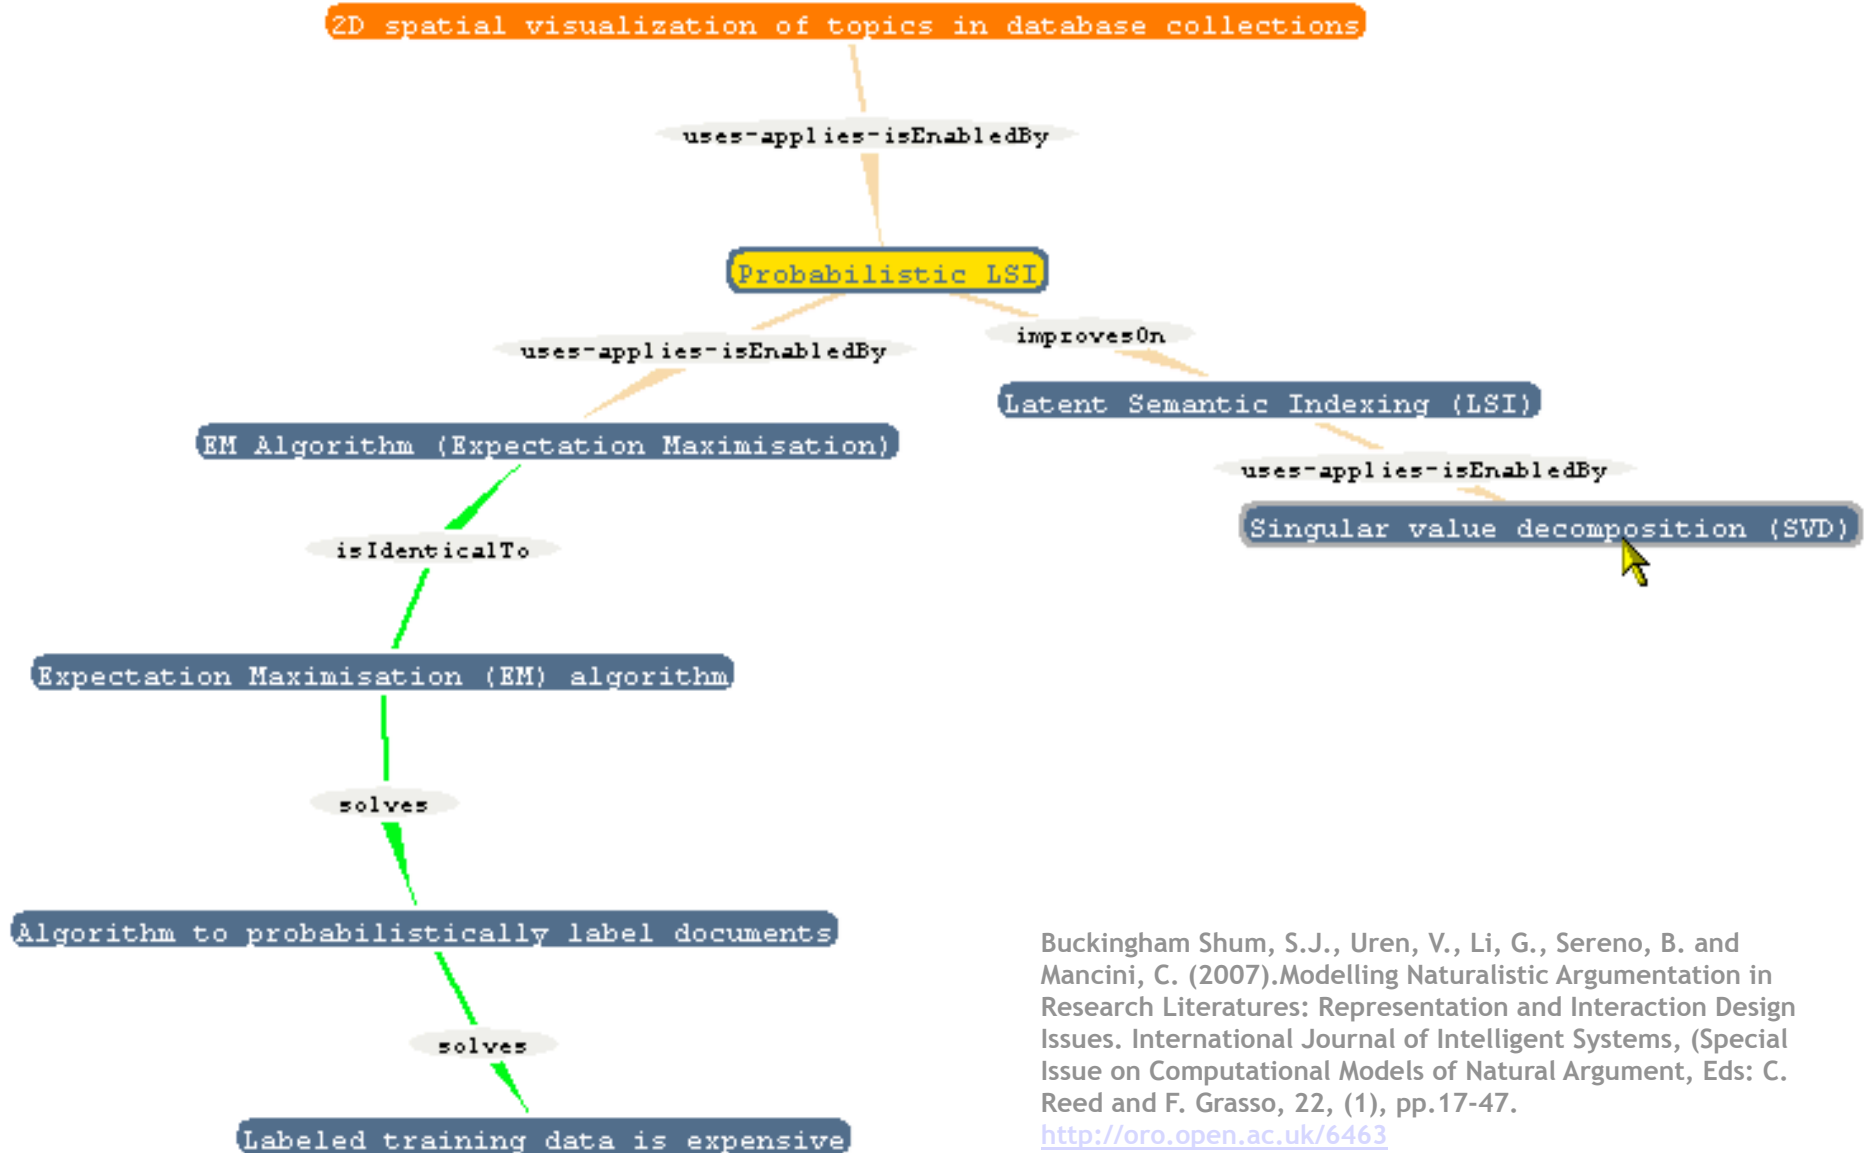 2D spatial visualization of topics in database collections
uses-applies-isEnabledBy
Probabilistic LSI
uses-applies-isEnabledBy
improvesOn
Latent Semantic Indexing (LSI)
EM Algorithm (Expectation Maximisation)
uses-applies-isEnabledBy
Singular value decomposition (SVD)
isIdenticalTo
Expectation Maximisation (EM) algorithm
solves
Algorithm to probabilistically label documents
solves
Labeled training data is expensive
Buckingham Shum, S.J., Uren, V., Li, G., Sereno, B. and
Mancini, C. (2007).Modelling Naturalistic Argumentation in
Research Literatures: Representation and Interaction Design
Issues. International Journal of Intelligent Systems, (Special
Issue on Computational Models of Natural Argument, Eds: C.
Reed and F. Grasso, 22, (1), pp.17-47.
http://oro.open.ac.uk/6463